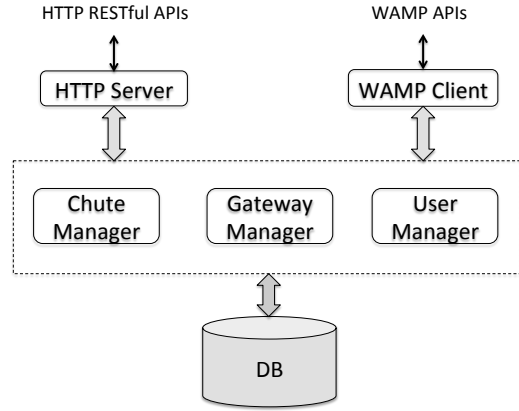 HTTP RESTful APIs
WAMP APIs
HTTP Server
WAMP Client
Chute
Manager
Gateway
Manager
User
Manager
DB